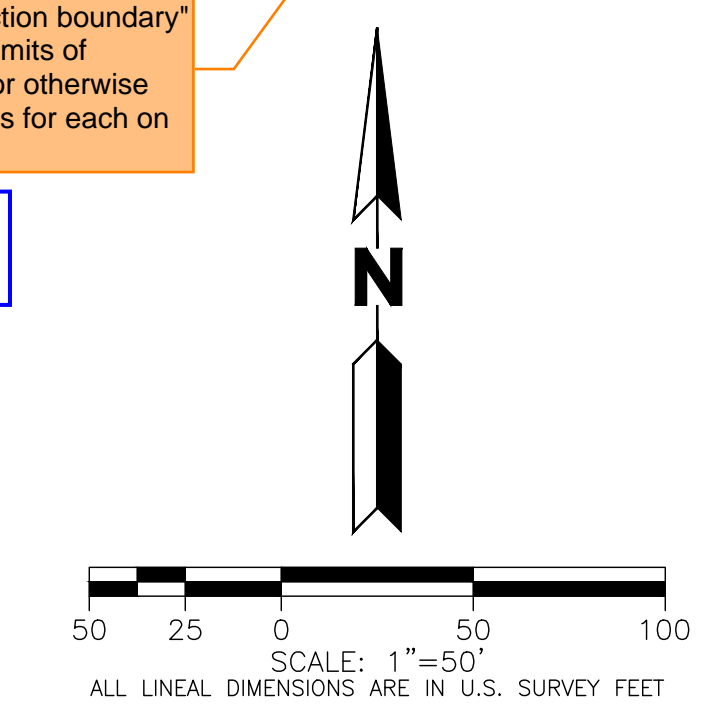 ction boundary"
mits of
or otherwise
s for each on
N
50 25 0 50 100
SCALE: 1"=50'
ALL LINEAL DIMENSIONS ARE IN U.S. SURVEY FEET